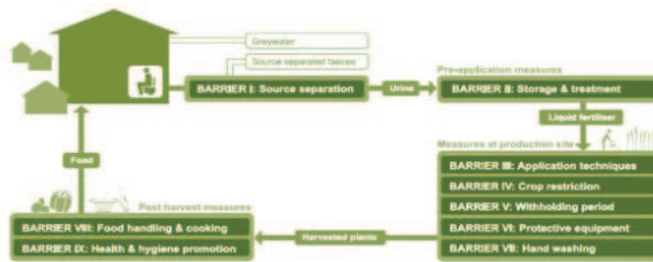 Greywater
Source separated faeces
BARRIER I: Source separation
Urine
Pre-application measures
BARRIER II: Storage & treatment
Liquid fertiliser
Measures at production site
BARRIER III: Application techniques
BARRIER IV: Crop restriction
BARRIER V: Withholding period
BARRIER VI: Protective equipment
BARRIER VII: Hand washing
Harvested plants
Post harvest measures
BARRIER VIII: Food handling & cooking
BARRIER IX: Health & hygiene promotion
Food